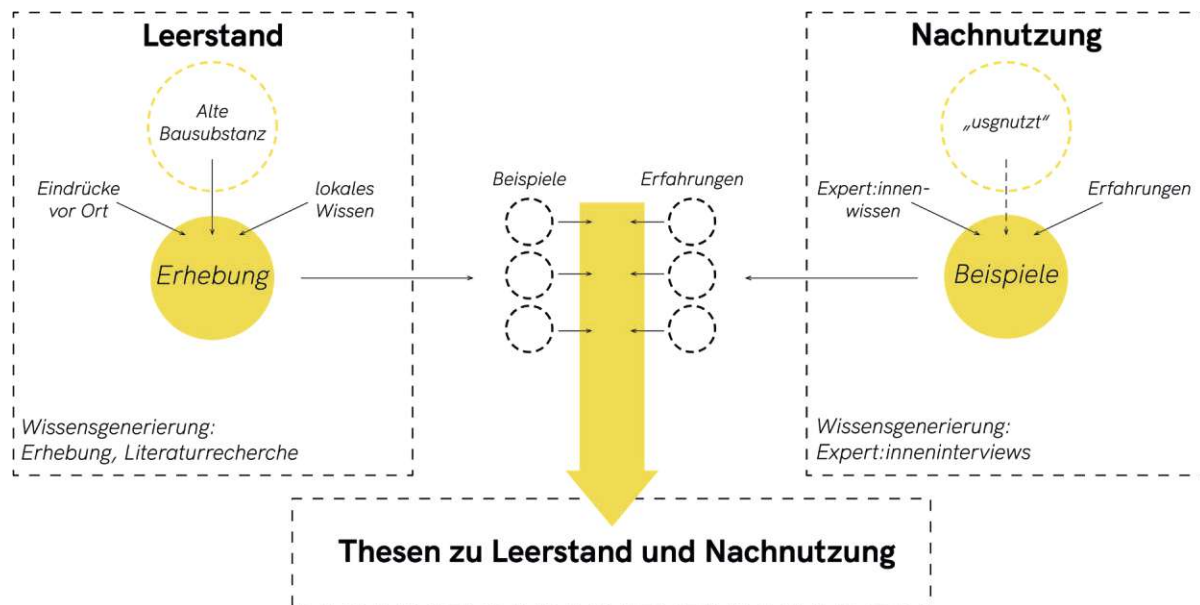 Leerstand
Alte
Bausubstanz
Eindrücke
vor Ort
lokales
Wissen
Erhebung
Wissensgenerierung:
Erhebung, Literaturrecherche
Beispiele
Erfahrungen
Nachnutzung
„usgnutzt“
Expert:innen-
wissen
Erfahrungen
Beispiele
Wissensgenerierung:
Expert:inneninterviews
Thesen zu Leerstand und Nachnutzung